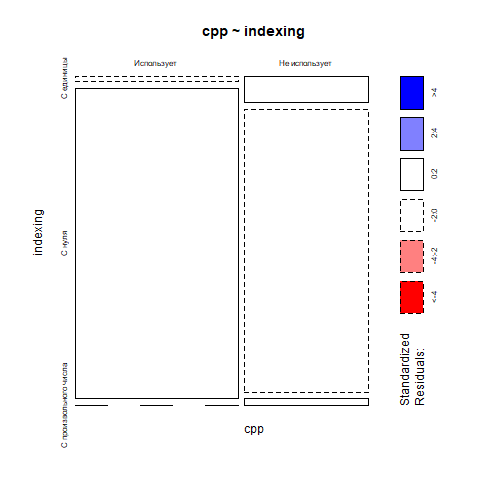 cpp ~ indexing
Использует
Не использует
С единицы
С нуля
С произвольного числа
indexing
cpp
>4
2:4
0:2
-2:0
-4:-2
<-4
Standardized
Residuals: